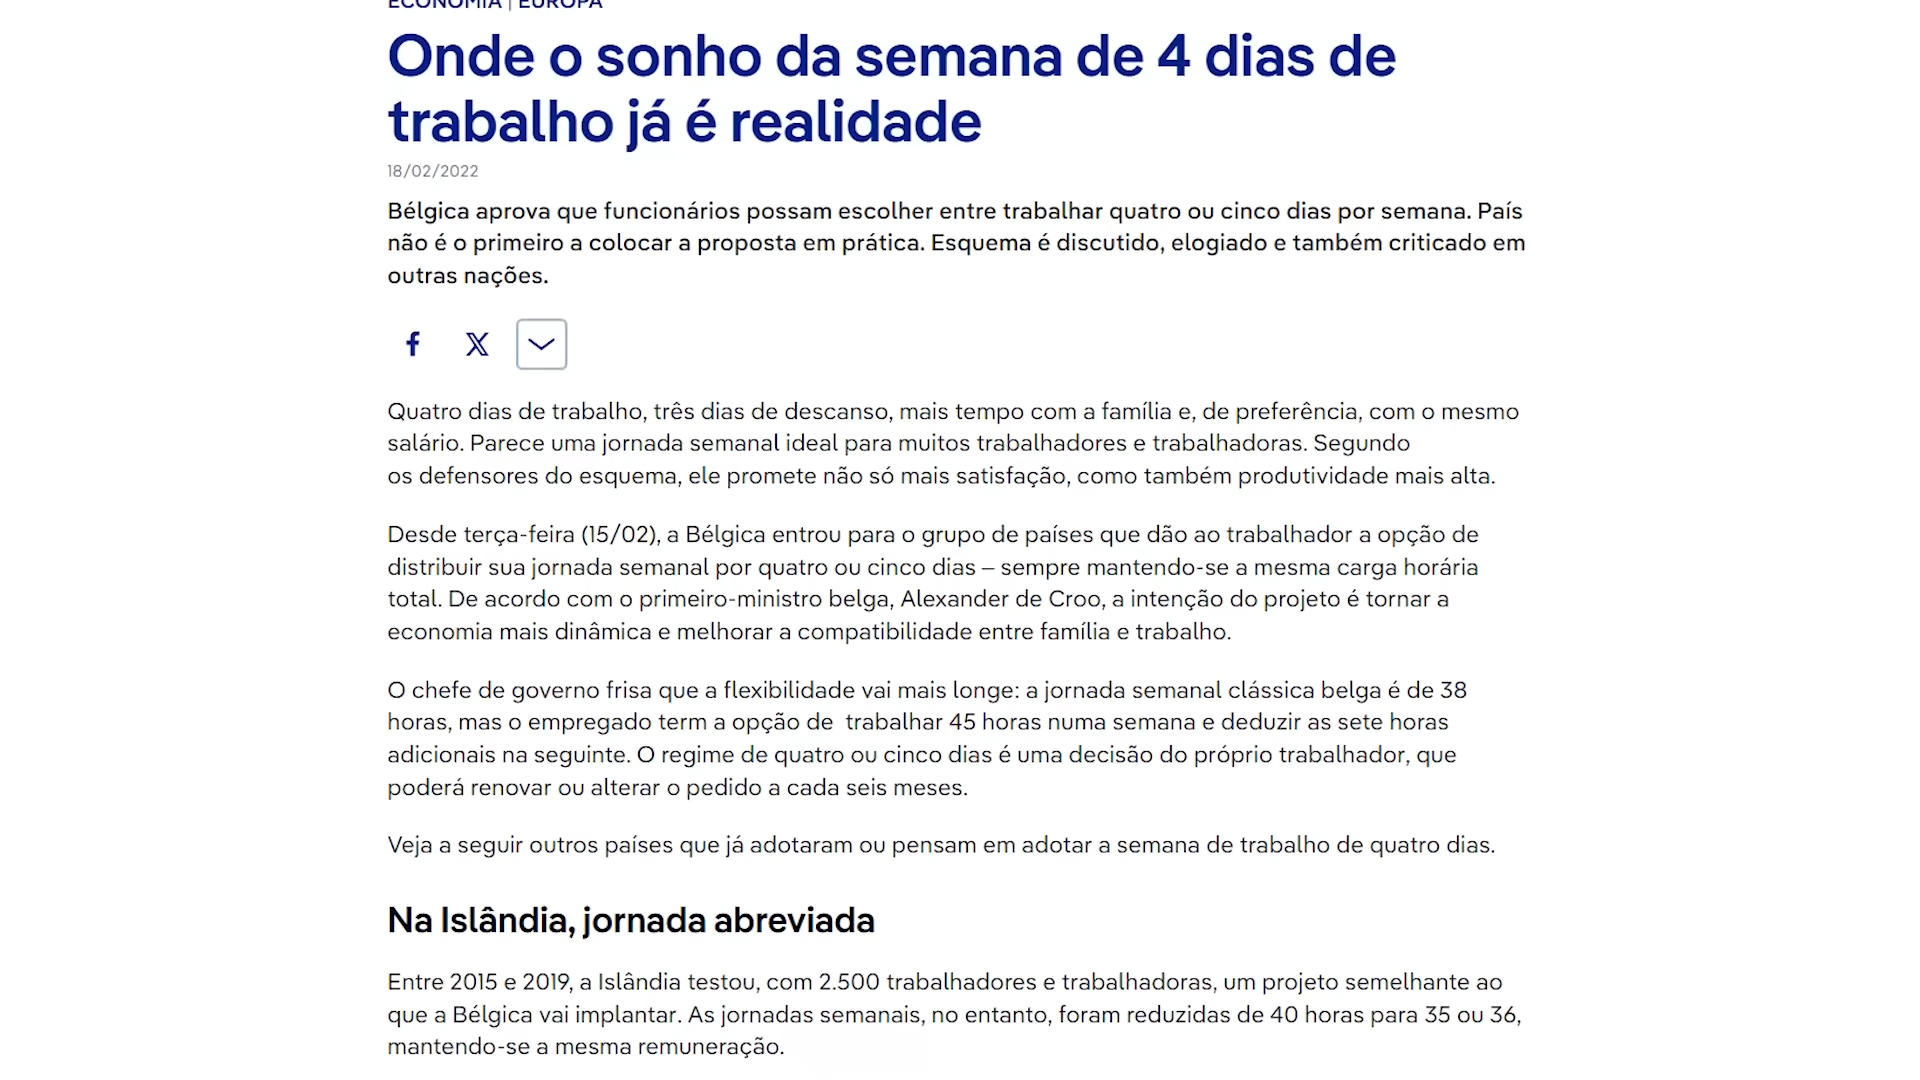 ECONOMIA | EUROPA
Onde o sonho da semana de 4 dias de
trabalho já é realidade
18/02/2022
Bélgica aprova que funcionários possam escolher entre trabalhar quatro ou cinco dias por semana. País
não é o primeiro a colocar a proposta em prática. Esquema é discutido, elogiado e também criticado em
outras nações.
Quatro dias de trabalho, três dias de descanso, mais tempo com a família e, de preferência, com o mesmo
salário. Parece uma jornada semanal ideal para muitos trabalhadores e trabalhadoras. Segundo
os defensores do esquema, ele promete não só mais satisfação, como também produtividade mais alta.
Desde terça-feira (15/02), a Bélgica entrou para o grupo de países que dão ao trabalhador a opção de
distribuir sua jornada semanal por quatro ou cinco dias – sempre mantendo-se a mesma carga horária
total. De acordo com o primeiro-ministro belga, Alexander de Croo, a intenção do projeto é tornar a
economia mais dinâmica e melhorar a compatibilidade entre família e trabalho.
O chefe de governo frisa que a flexibilidade vai mais longe: a jornada semanal clássica belga é de 38
horas, mas o empregado term a opção de trabalhar 45 horas numa semana e deduzir as sete horas
adicionais na seguinte. O regime de quatro ou cinco dias é uma decisão do próprio trabalhador, que
poderá renovar ou alterar o pedido a cada seis meses.
Veja a seguir outros países que já adotaram ou pensam em adotar a semana de trabalho de quatro dias.
Na Islândia, jornada abreviada
Entre 2015 e 2019, a Islândia testou, com 2.500 trabalhadores e trabalhadoras, um projeto semelhante ao
que a Bélgica vai implantar. As jornadas semanais, no entanto, foram reduzidas de 40 horas para 35 ou 36,
mantendo-se a mesma remuneração.